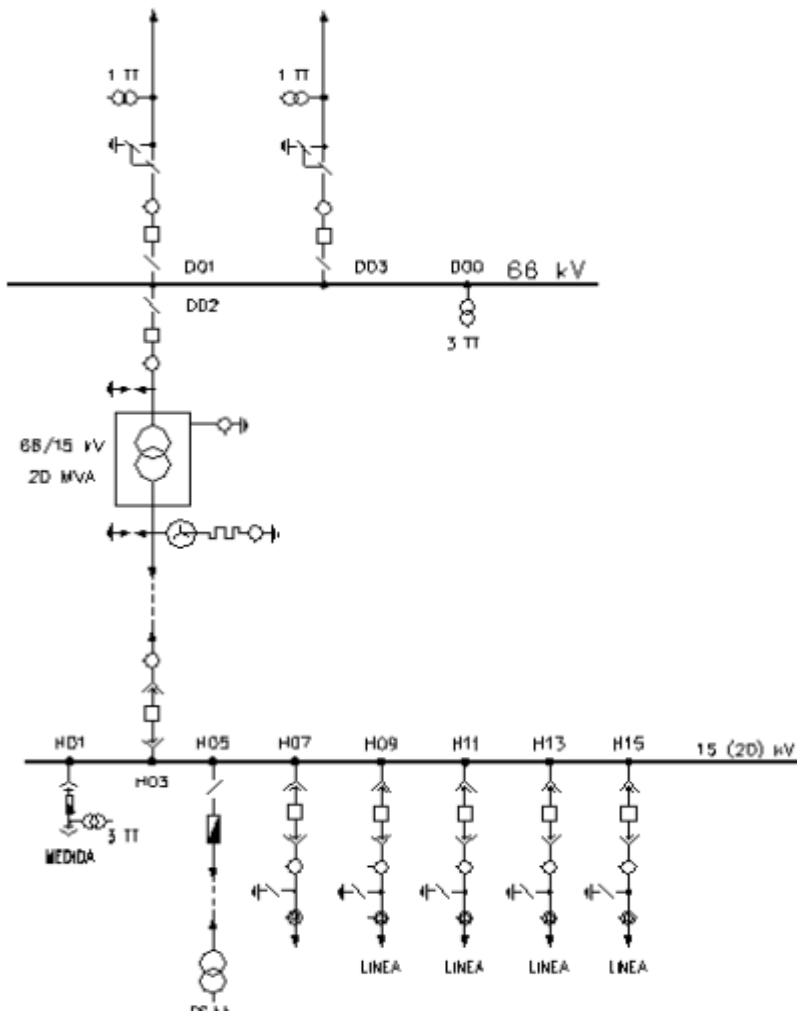 1 TT
1 TT
D01
D03
D00
66 kV
D02
3 TT
66/15 kV
20 MVA
H01
H05
H07
H09
H11
H13
H15
15 (20) kV
H03
3 TT
MEDIDA
LINEA
LINEA
LINEA
LINEA